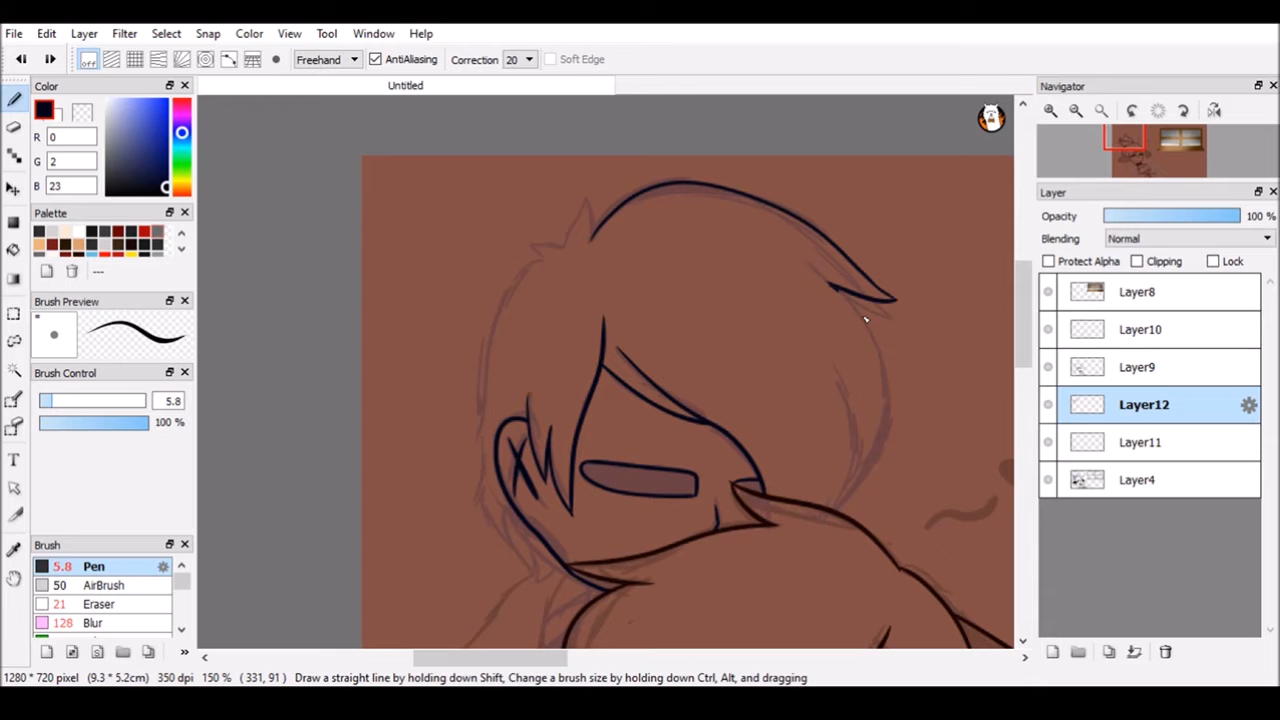 File Edit Layer Filter Select Snap Color View Tool Window Help
off Freehand AntiAliasing Correction 20 Soft Edge
Color
R 0
G 2
B 23
Palette
---
Brush Preview
Brush Control
5.8
100 %
Brush
5.8 Pen
50 AirBrush
21 Eraser
128 Blur
Untitled
Navigator
Layer
Opacity 100 %
Blending Normal
Protect Alpha Clipping Lock
Layer8
Layer10
Layer9
Layer12
Layer11
Layer4
1280 * 720 pixel (9.3 * 5.2cm) 350 dpi 150 % ( 331, 91 ) Draw a straight line by holding down Shift, Change a brush size by holding down Ctrl, Alt, and dragging